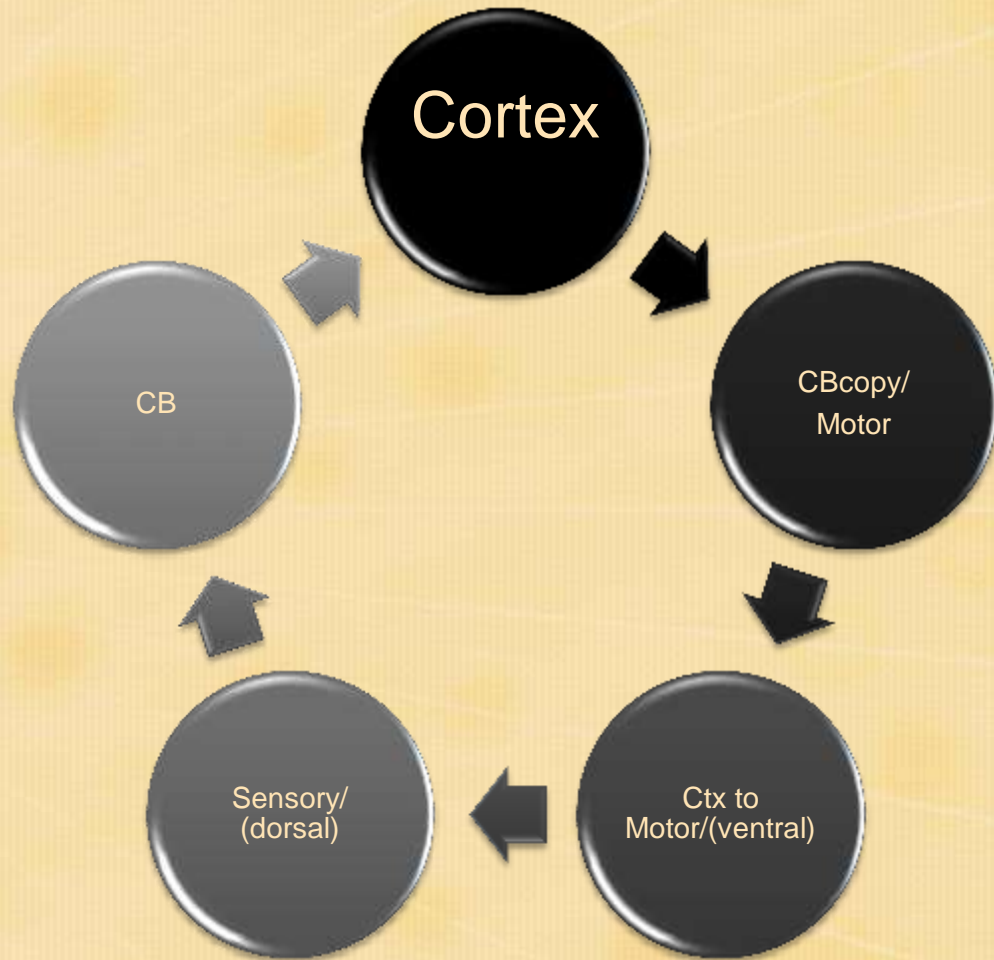 Cortex
CBcopy/
Motor
Ctx to
Motor/(ventral)
Sensory/
(dorsal)
CB